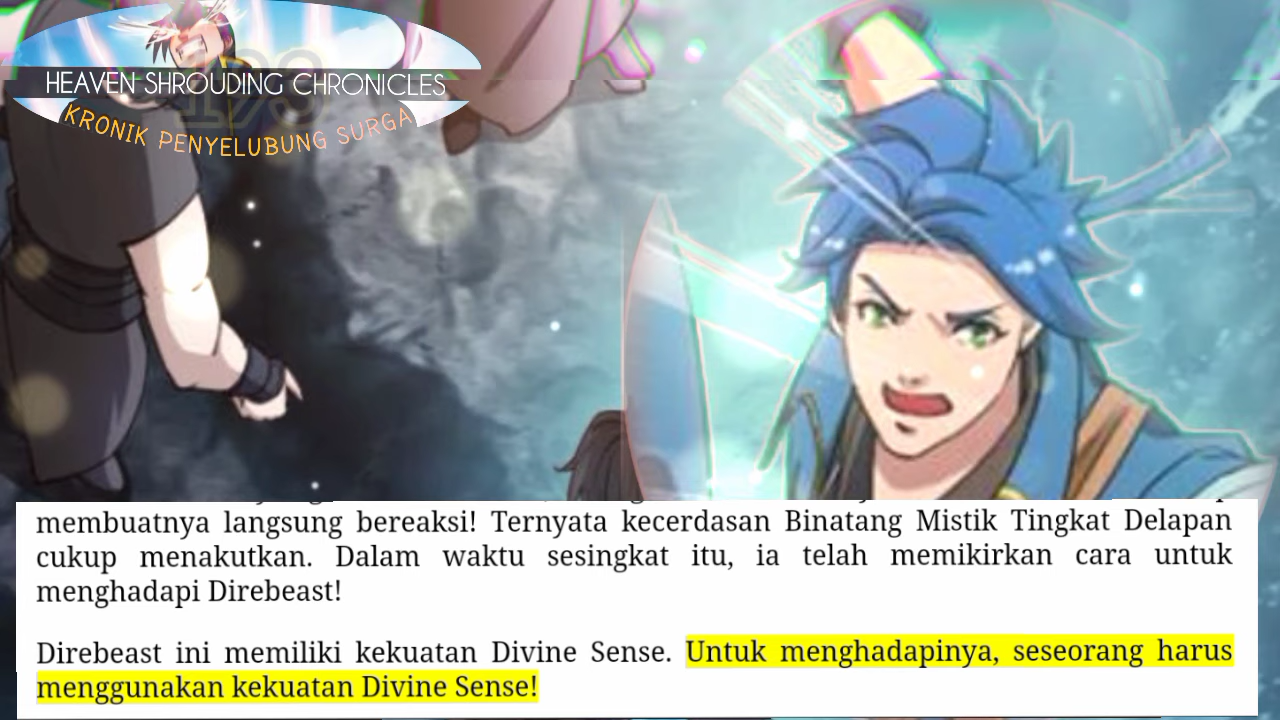 HEAVEN SHROUDING CHRONICLES
KRONIK PENYELUBUNG SURGA
membuatnya langsung bereaksi! Ternyata kecerdasan Binatang Mistik Tingkat Delapan
cukup menakutkan. Dalam waktu sesingkat itu, ia telah memikirkan cara untuk
menghadapi Direbeast!
Direbeast ini memiliki kekuatan Divine Sense. Untuk menghadapinya, seseorang harus
menggunakan kekuatan Divine Sense!